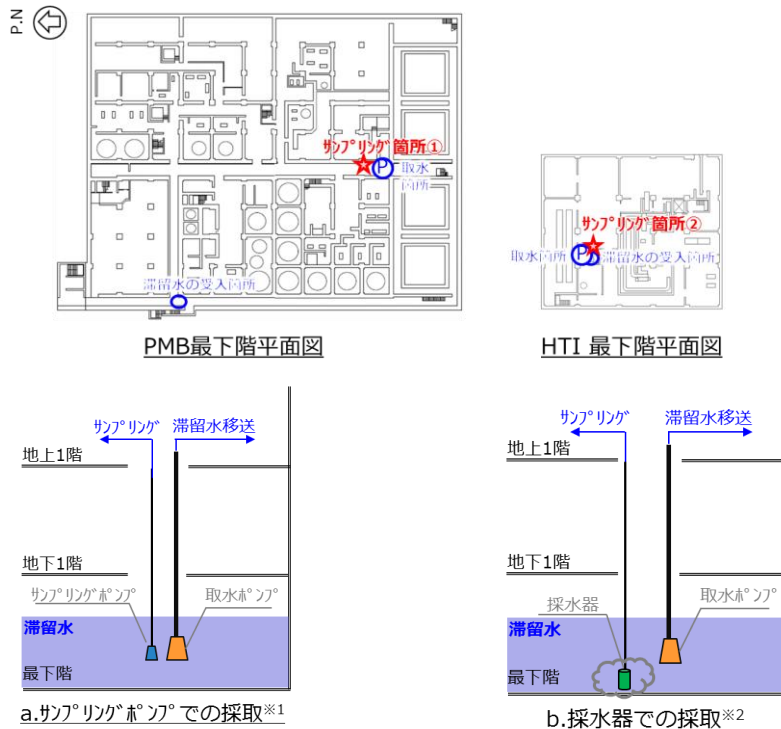 P.N
ｻﾝﾌﾟﾘﾝｸﾞ箇所①
P 取水
箇所
滞留水の受入箇所
PMB最下階平面図
ｻﾝﾌﾟﾘﾝｸﾞ箇所②
取水箇所 P 滞留水の受入箇所
HTI 最下階平面図
ｻﾝﾌﾟﾘﾝｸﾞ 滞留水移送
地上1階
地下1階
ｻﾝﾌﾟﾘﾝｸﾞﾎﾟﾝﾌﾟ 取水ﾎﾟﾝﾌﾟ
滞留水
最下階
a.ｻﾝﾌﾟﾘﾝｸﾞﾎﾟﾝﾌﾟでの採取※1
ｻﾝﾌﾟﾘﾝｸﾞ 滞留水移送
地上1階
地下1階
採水器 取水ﾎﾟﾝﾌﾟ
滞留水
最下階
b.採水器での採取※2